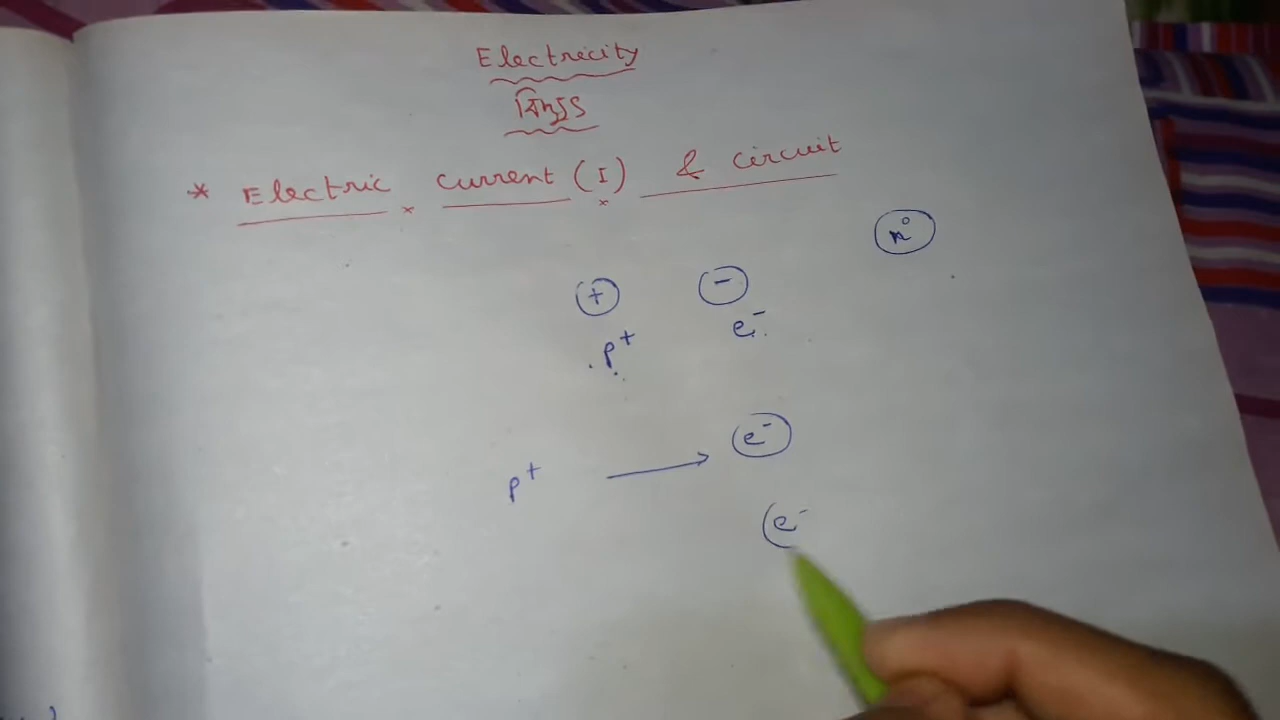 Electricity
বিদ্যুৎ
* Electric current (I) & circuit
n°
+ −
p⁺ e⁻
e⁻
p⁺ →
e⁻